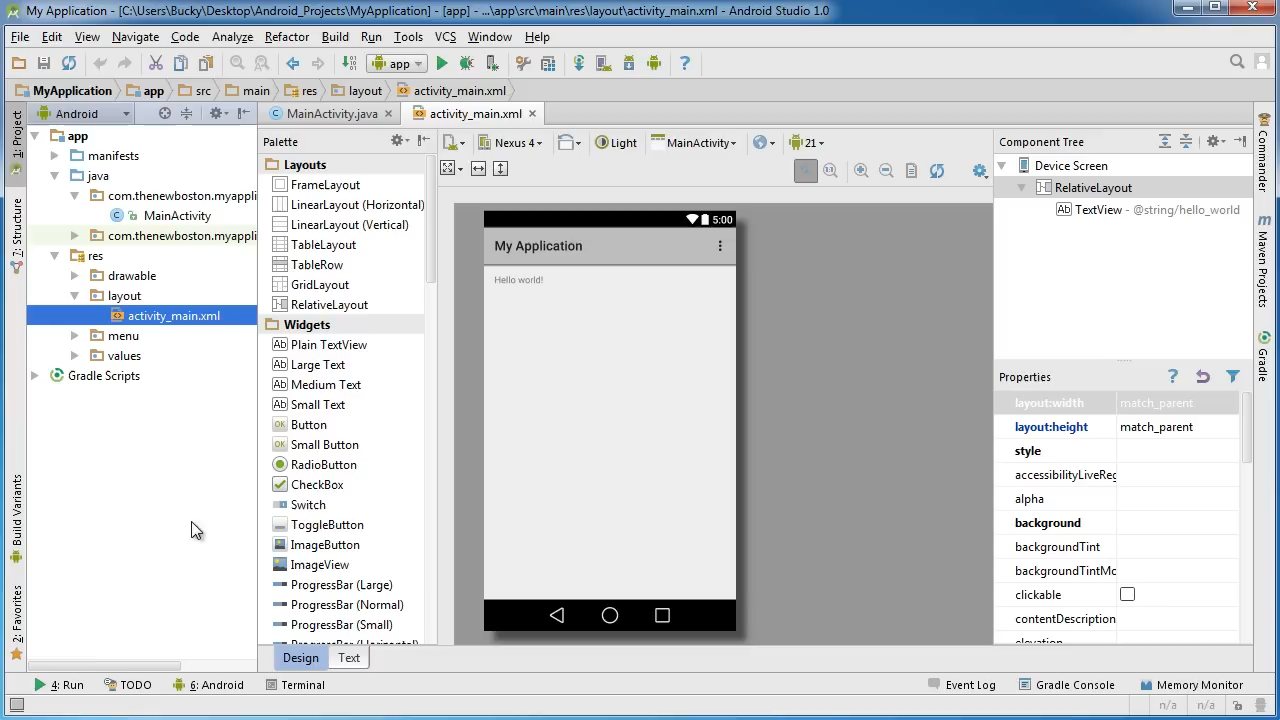 My Application - [C:\Users\Bucky\Desktop\Android_Projects\MyApplication] - [app] - ...\app\src\main\res\layout\activity_main.xml - Android Studio 1.0
File Edit View Navigate Code Analyze Refactor Build Run Tools VCS Window Help
app
MyApplication app src main res layout activity_main.xml
Android
MainActivity.java activity_main.xml
1: Project
7: Structure
Build Variants
2: Favorites
app
manifests
java
com.thenewboston.myappli
MainActivity
com.thenewboston.myappli
res
drawable
layout
activity_main.xml
menu
values
Gradle Scripts
Palette
Layouts
FrameLayout
LinearLayout (Horizontal)
LinearLayout (Vertical)
TableLayout
TableRow
GridLayout
RelativeLayout
Widgets
Plain TextView
Large Text
Medium Text
Small Text
Button
Small Button
RadioButton
CheckBox
Switch
ToggleButton
ImageButton
ImageView
ProgressBar (Large)
ProgressBar (Normal)
ProgressBar (Small)
ProgressBar (Horizontal)
Design Text
Nexus 4 Light MainActivity 21
5:00
My Application
Hello world!
Component Tree
Device Screen
RelativeLayout
Ab TextView - @string/hello_world
Properties
layout:width match_parent
layout:height match_parent
style
accessibilityLiveReg
alpha
background
backgroundTint
backgroundTintMo
clickable
contentDescription
elevation
Commander
Maven Projects
Gradle
4: Run TODO 6: Android Terminal Event Log Gradle Console Memory Monitor
n/a n/a